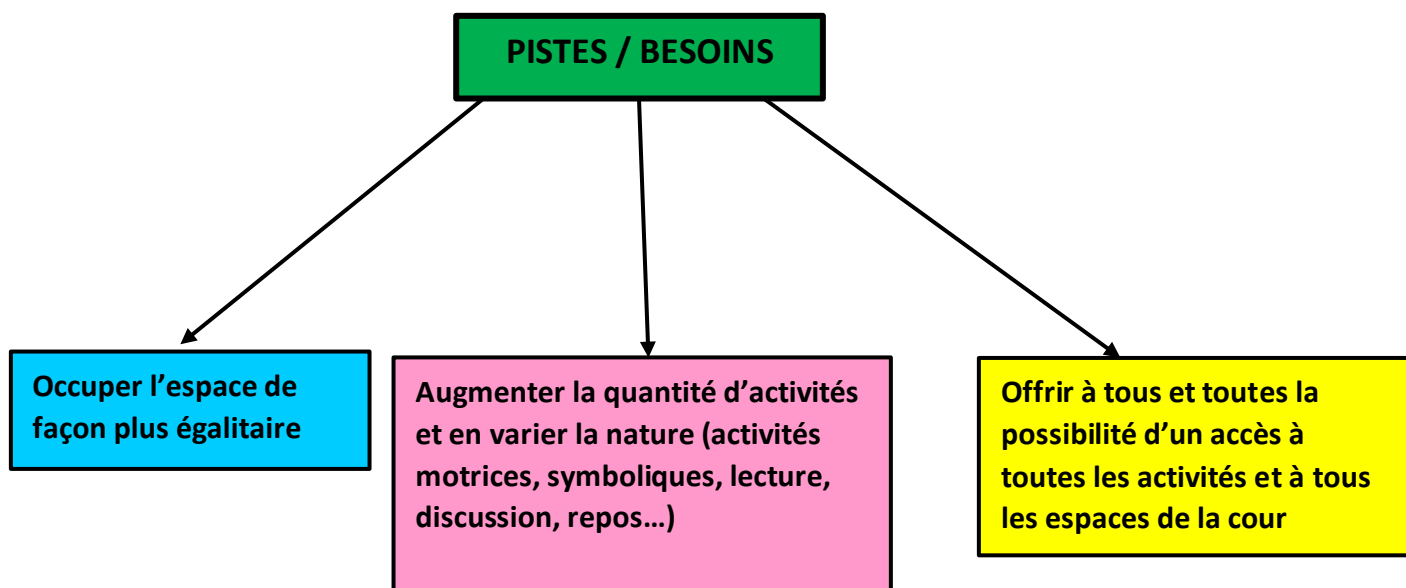 PISTES / BESOINS
Occuper l’espace de
façon plus égalitaire
Augmenter la quantité d’activités
et en varier la nature (activités
motrices, symboliques, lecture,
discussion, repos…)
Offrir à tous et toutes la
possibilité d’un accès à
toutes les activités et à tous
les espaces de la cour